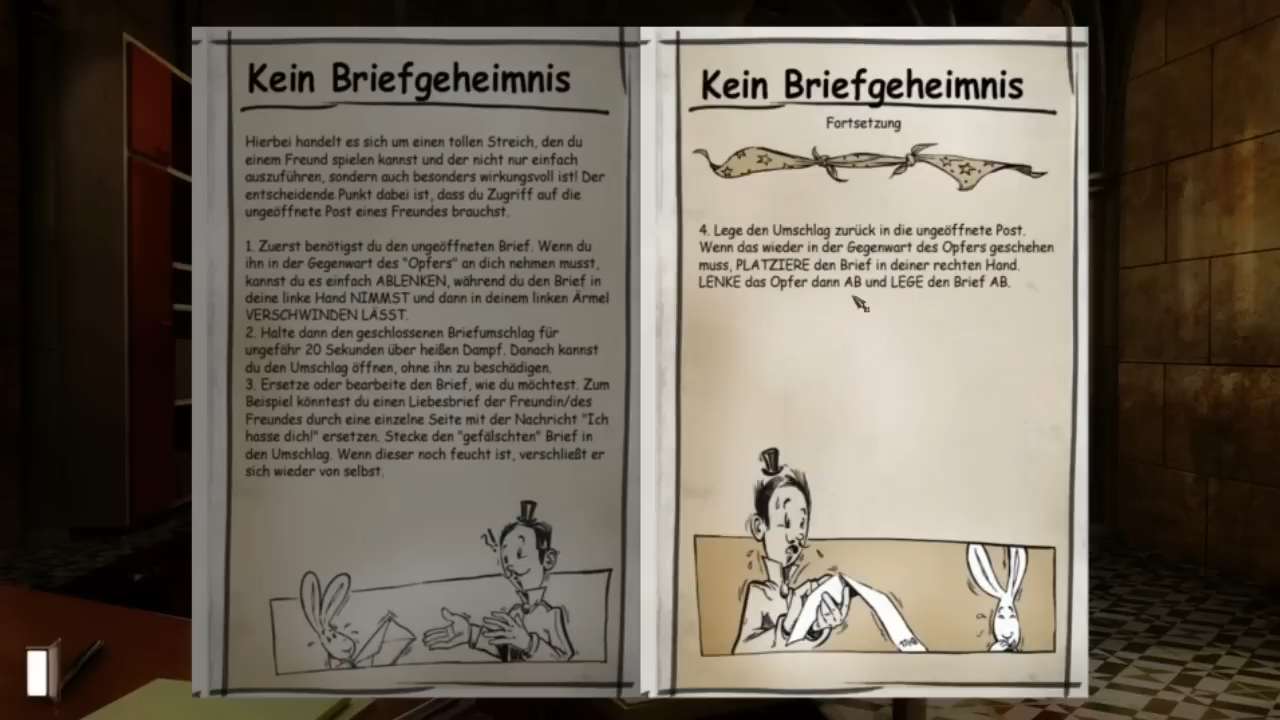 Kein Briefgeheimnis
Hierbei handelt es sich um einen tollen Streich, den du
einem Freund spielen kannst und der nicht nur einfach
auszuführen, sondern auch besonders wirkungsvoll ist! Der
entscheidende Punkt dabei ist, dass du Zugriff auf die
ungeöffnete Post eines Freundes brauchst.
1. Zuerst benötigst du den ungeöffneten Brief. Wenn du
ihn in der Gegenwart des "Opfers" an dich nehmen musst,
kannst du es einfach ABLENKEN, während du den Brief in
deine linke Hand NIMMST und dann in deinem linken Ärmel
VERSCHWINDEN LÄSST.
2. Halte dann den geschlossenen Briefumschlag für
ungefähr 20 Sekunden über heißen Dampf. Danach kannst
du den Umschlag öffnen, ohne ihn zu beschädigen.
3. Ersetze oder bearbeite den Brief, wie du möchtest. Zum
Beispiel könntest du einen Liebesbrief der Freundin/des
Freundes durch eine einzelne Seite mit der Nachricht "Ich
hasse dich!" ersetzen. Stecke den "gefälschten" Brief in
den Umschlag. Wenn dieser noch feucht ist, verschließt er
sich wieder von selbst.
Kein Briefgeheimnis
Fortsetzung
4. Lege den Umschlag zurück in die ungeöffnete Post.
Wenn das wieder in der Gegenwart des Opfers geschehen
muss, PLATZIERE den Brief in deiner rechten Hand.
LENKE das Opfer dann AB und LEGE den Brief AB.